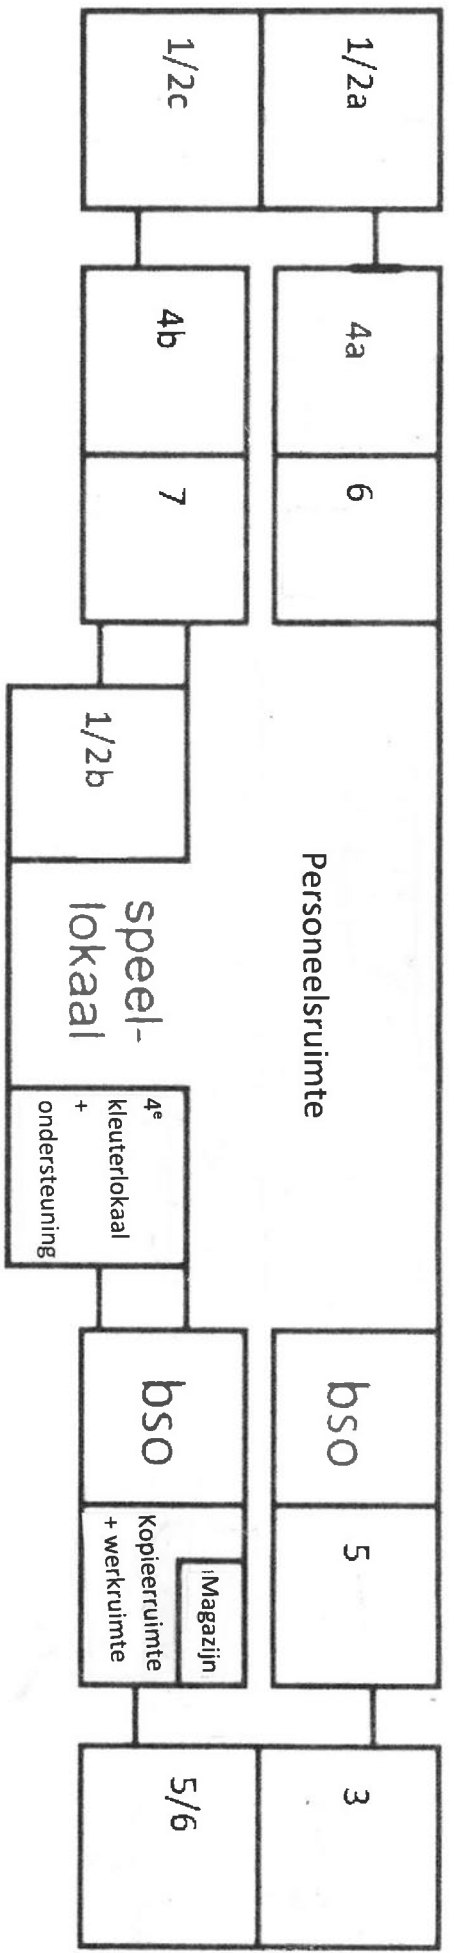 1/2a
4a
6
Personeelsruimte
bso
5
3
1/2c
4b
7
1/2b
speel-
lokaal
4e
kleuterlokaal
+
ondersteuning
bso
Magazijn
Kopieerruimte
+ werkruimte
5/6